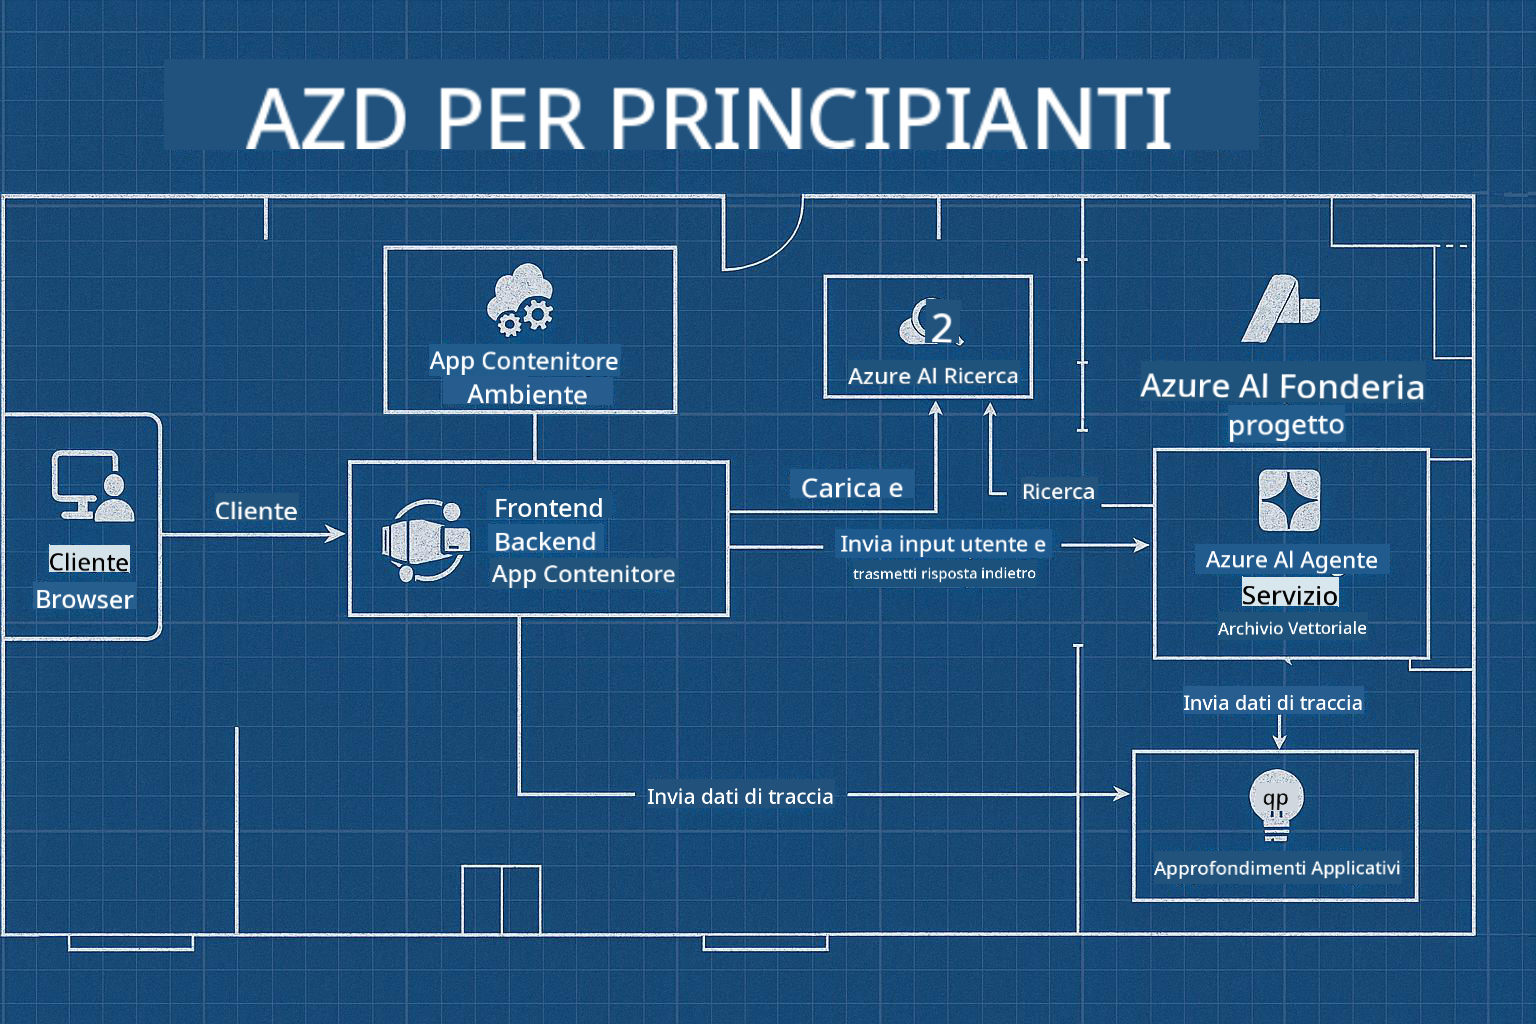 AZD PER PRINCIPIANTI
App Contenitore
Ambiente
2
Azure AI Ricerca
Azure AI Fonderia
progetto
Cliente
Browser
Cliente
Frontend
Backend
App Contenitore
Carica e
Ricerca
Invia input utente e
trasmetti risposta indietro
Azure AI Agente
Servizio
Archivio Vettoriale
Invia dati di traccia
Invia dati di traccia
qp
Approfondimenti Applicativi